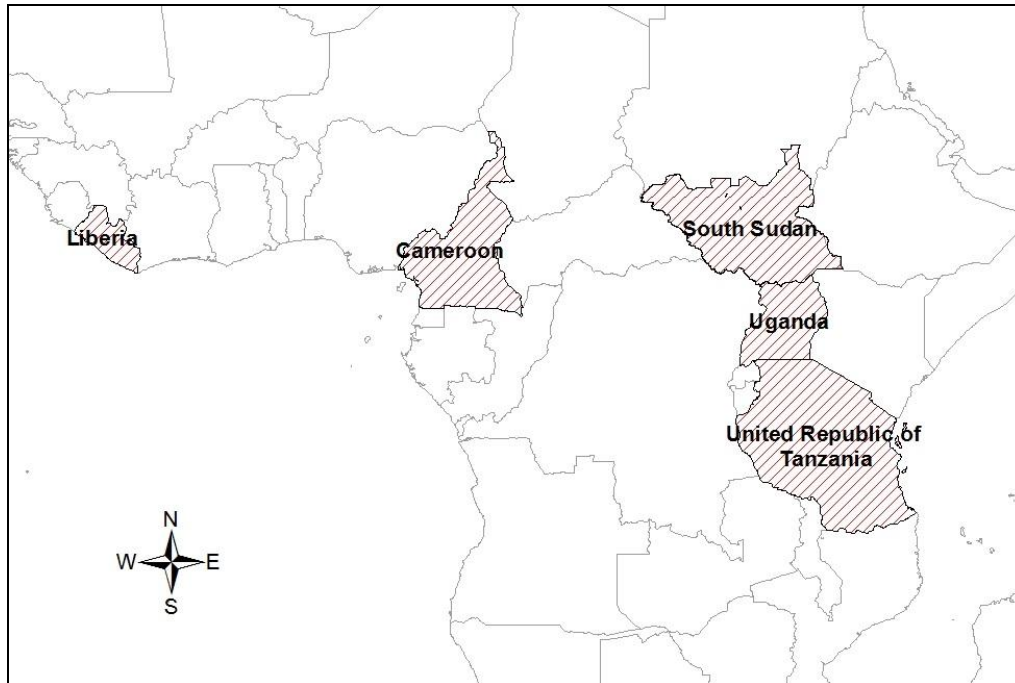 Liberia
Cameroon
South Sudan
Uganda
United Republic of
Tanzania
N
W
E
S